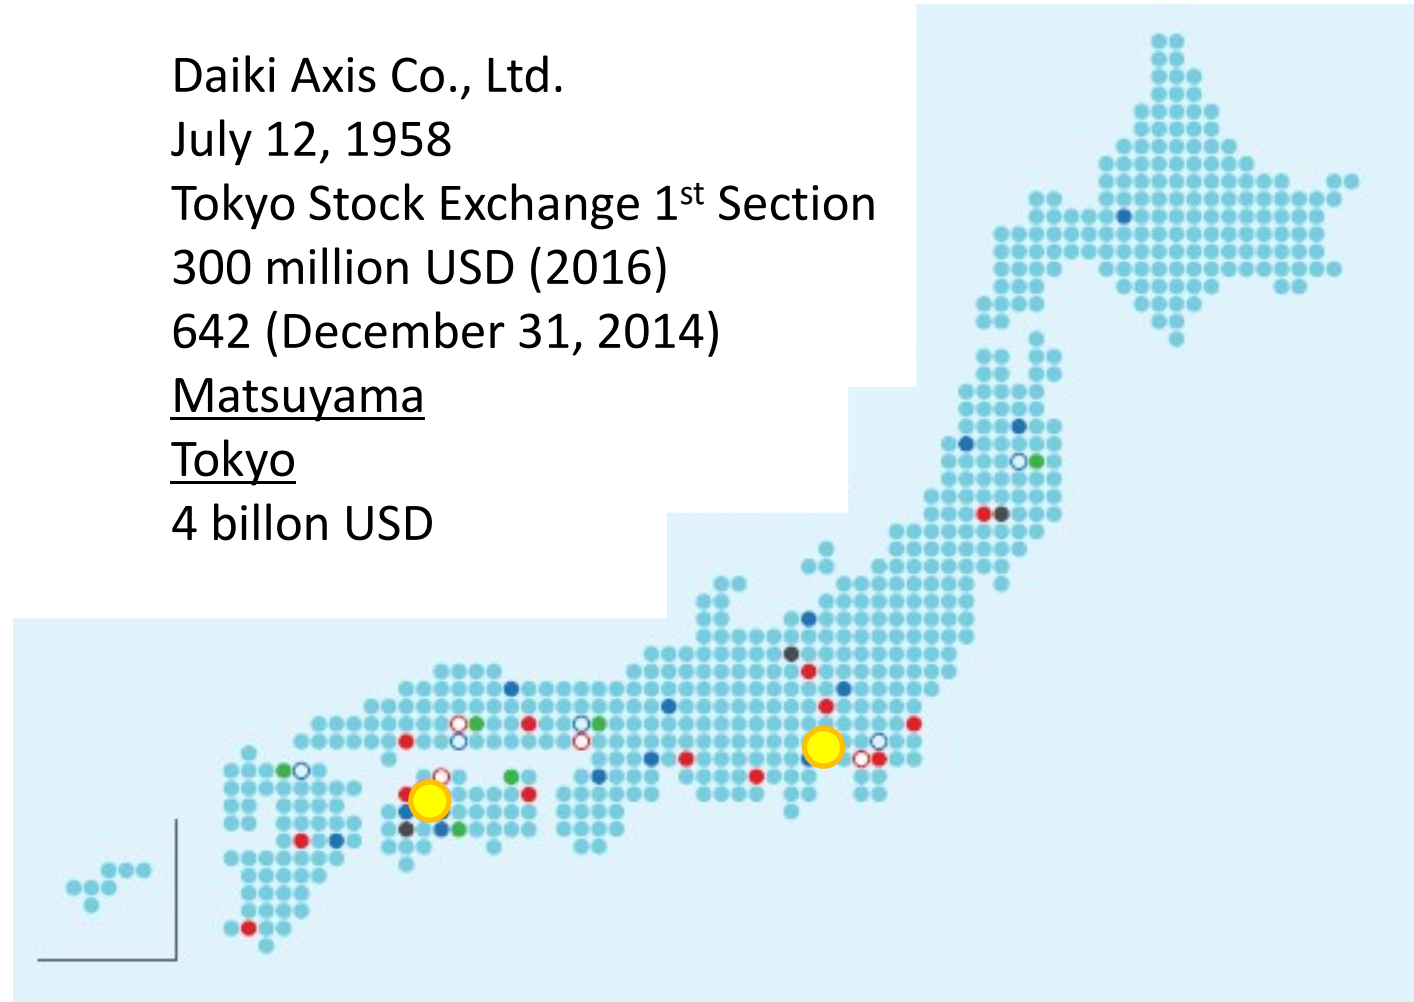 Daiki Axis Co., Ltd.
July 12, 1958
Tokyo Stock Exchange 1st Section
300 million USD (2016)
642 (December 31, 2014)
Matsuyama
Tokyo
4 billon USD